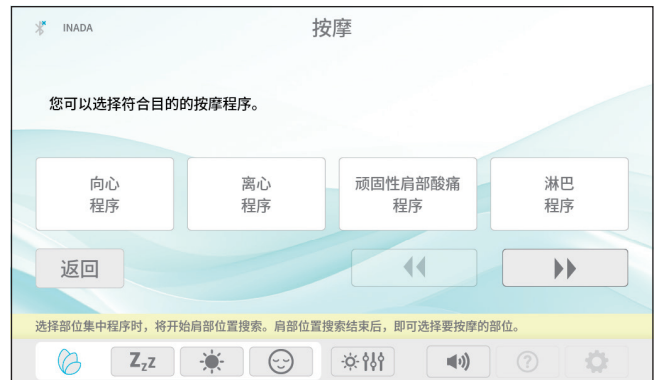 INADA
按摩
您可以选择符合目的的按摩程序。
向心
程序
离心
程序
顽固性肩部酸痛
程序
淋巴
程序
返回
选择部位集中程序时，将开始肩部位置搜索。肩部位置搜索结束后，即可选择要按摩的部位。
ZzZ
?